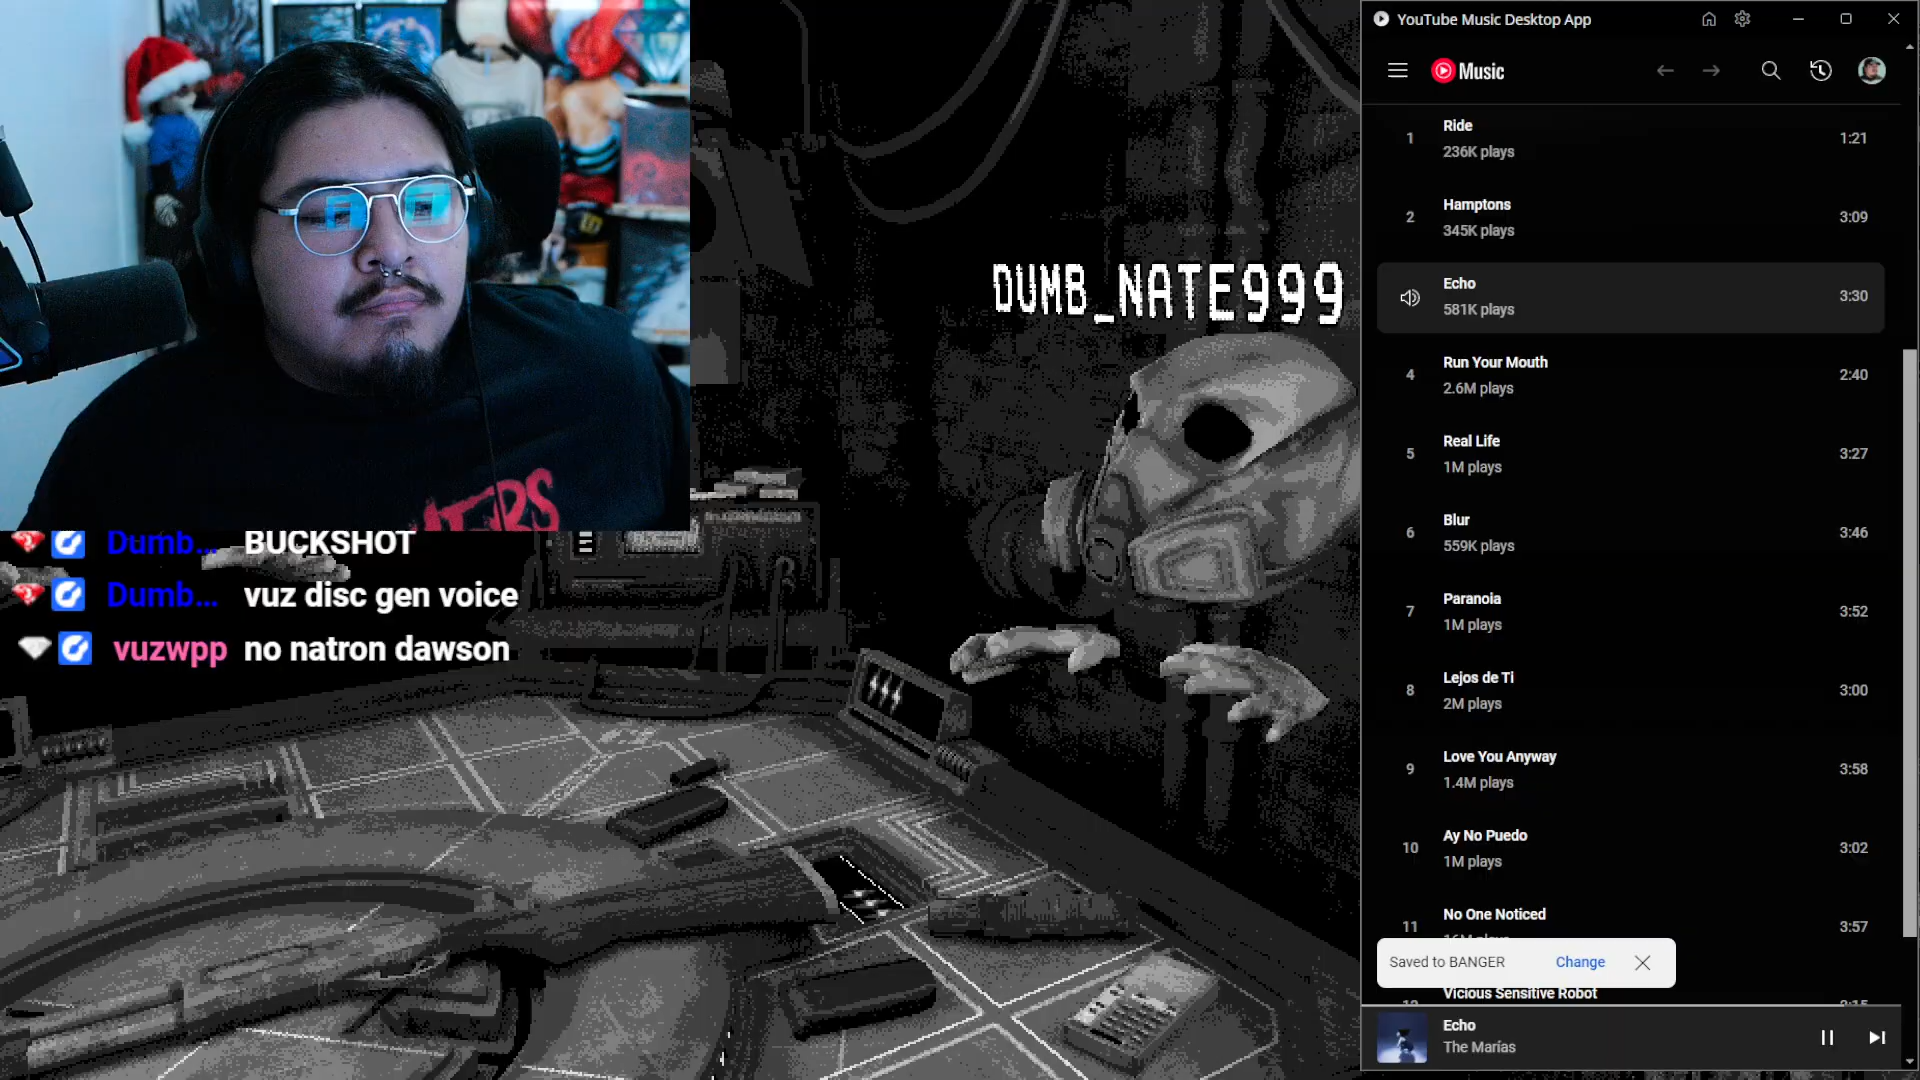 YouTube Music Desktop App
Music
1 Ride 1:21
236K plays
2 Hamptons 3:09
345K plays
Echo 3:30
581K plays
4 Run Your Mouth 2:40
2.6M plays
5 Real Life 3:27
1M plays
6 Blur 3:46
559K plays
7 Paranoia 3:52
1M plays
8 Lejos de Ti 3:00
2M plays
9 Love You Anyway 3:58
1.4M plays
10 Ay No Puedo 3:02
1M plays
11 No One Noticed 3:57
Saved to BANGER Change
Vicious Sensitive Robot
Echo
The Marías
DUMB_NATE999
Dumb... BUCKSHOT
Dumb... vuz disc gen voice
vuzwpp no natron dawson